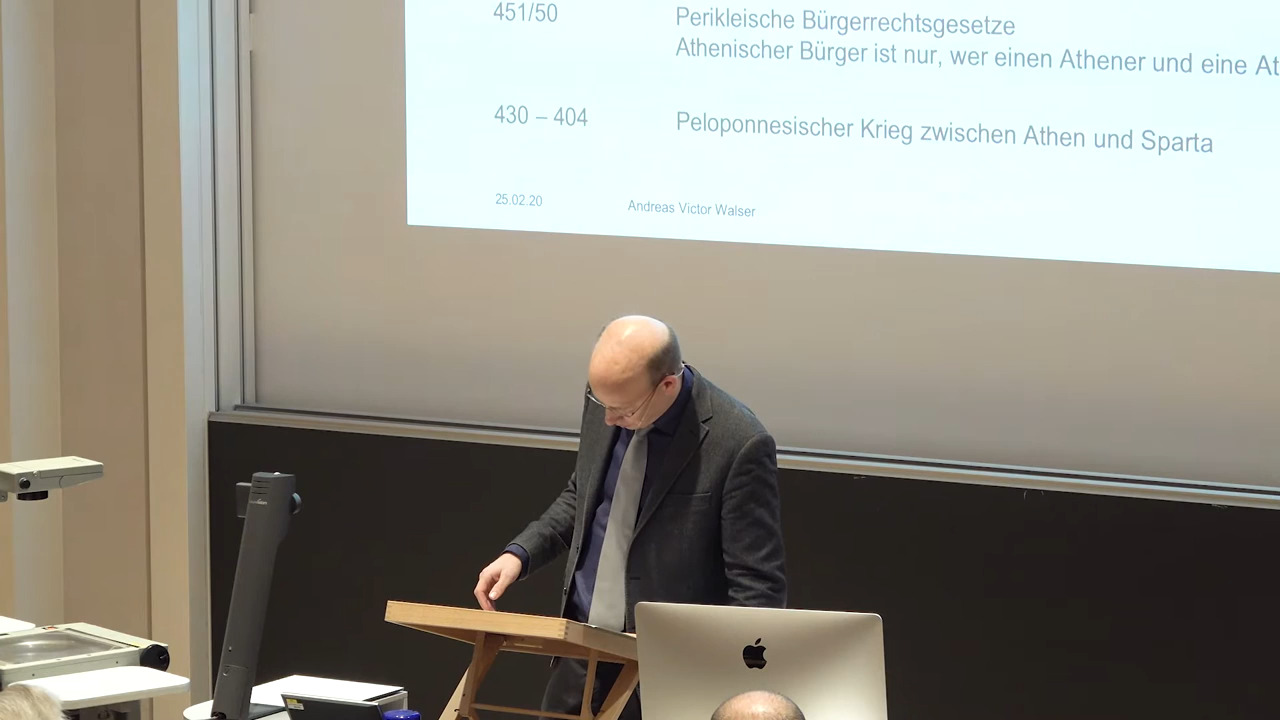 451/50
Perikleische Bürgerrechtsgesetze
Athenischer Bürger ist nur, wer einen Athener und eine At
430 – 404
Peloponnesischer Krieg zwischen Athen und Sparta
25.02.20
Andreas Victor Walser